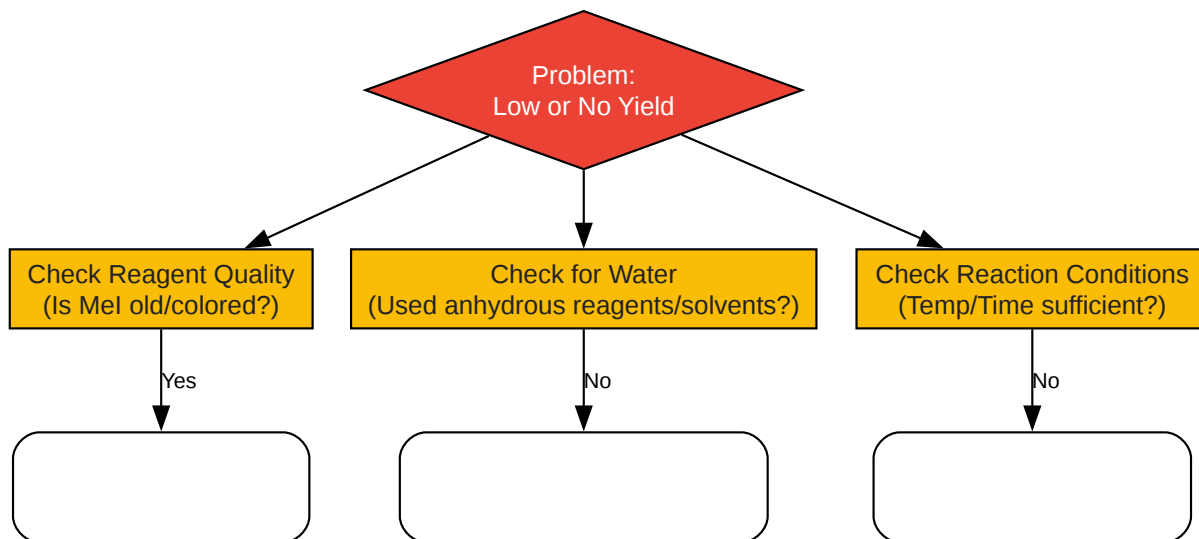 Problem:
Low or No Yield
Check Reagent Quality
(Is MeI old/colored?)
Check for Water
(Used anhydrous reagents/solvents?)
Check Reaction Conditions
(Temp/Time sufficient?)
Yes
No
No